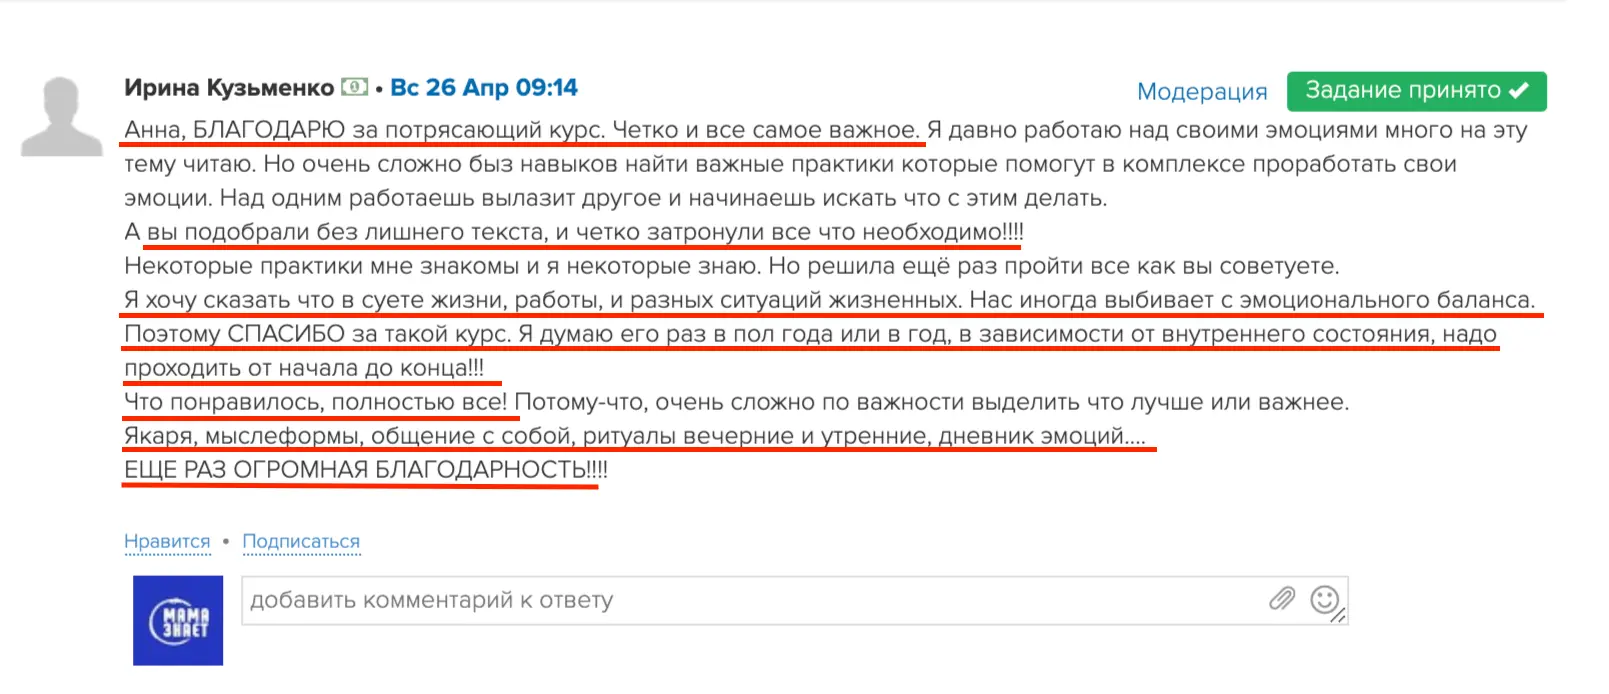 Ирина Кузьменко • Вс 26 Апр 09:14
Модерация
Задание принято ✔
Анна, БЛАГОДАРЮ за потрясающий курс. Четко и все самое важное. Я давно работаю над своими эмоциями много на эту
тему читаю. Но очень сложно быз навыков найти важные практики которые помогут в комплексе проработать свои
эмоции. Над одним работаешь вылазит другое и начинаешь искать что с этим делать.
А вы подобрали без лишнего текста, и четко затронули все что необходимо!!!!
Некоторые практики мне знакомы и я некоторые знаю. Но решила ещё раз пройти все как вы советуете.
Я хочу сказать что в суете жизни, работы, и разных ситуаций жизненных. Нас иногда выбивает с эмоционального баланса.
Поэтому СПАСИБО за такой курс. Я думаю его раз в пол года или в год, в зависимости от внутреннего состояния, надо
проходить от начала до конца!!!
Что понравилось, полностью все! Потому-что, очень сложно по важности выделить что лучше или важнее.
Якаря, мыслеформы, общение с собой, ритуалы вечерние и утренние, дневник эмоций....
ЕЩЕ РАЗ ОГРОМНАЯ БЛАГОДАРНОСТЬ!!!!
Нравится • Подписаться
МАМА
ЗНАЕТ
добавить комментарий к ответу